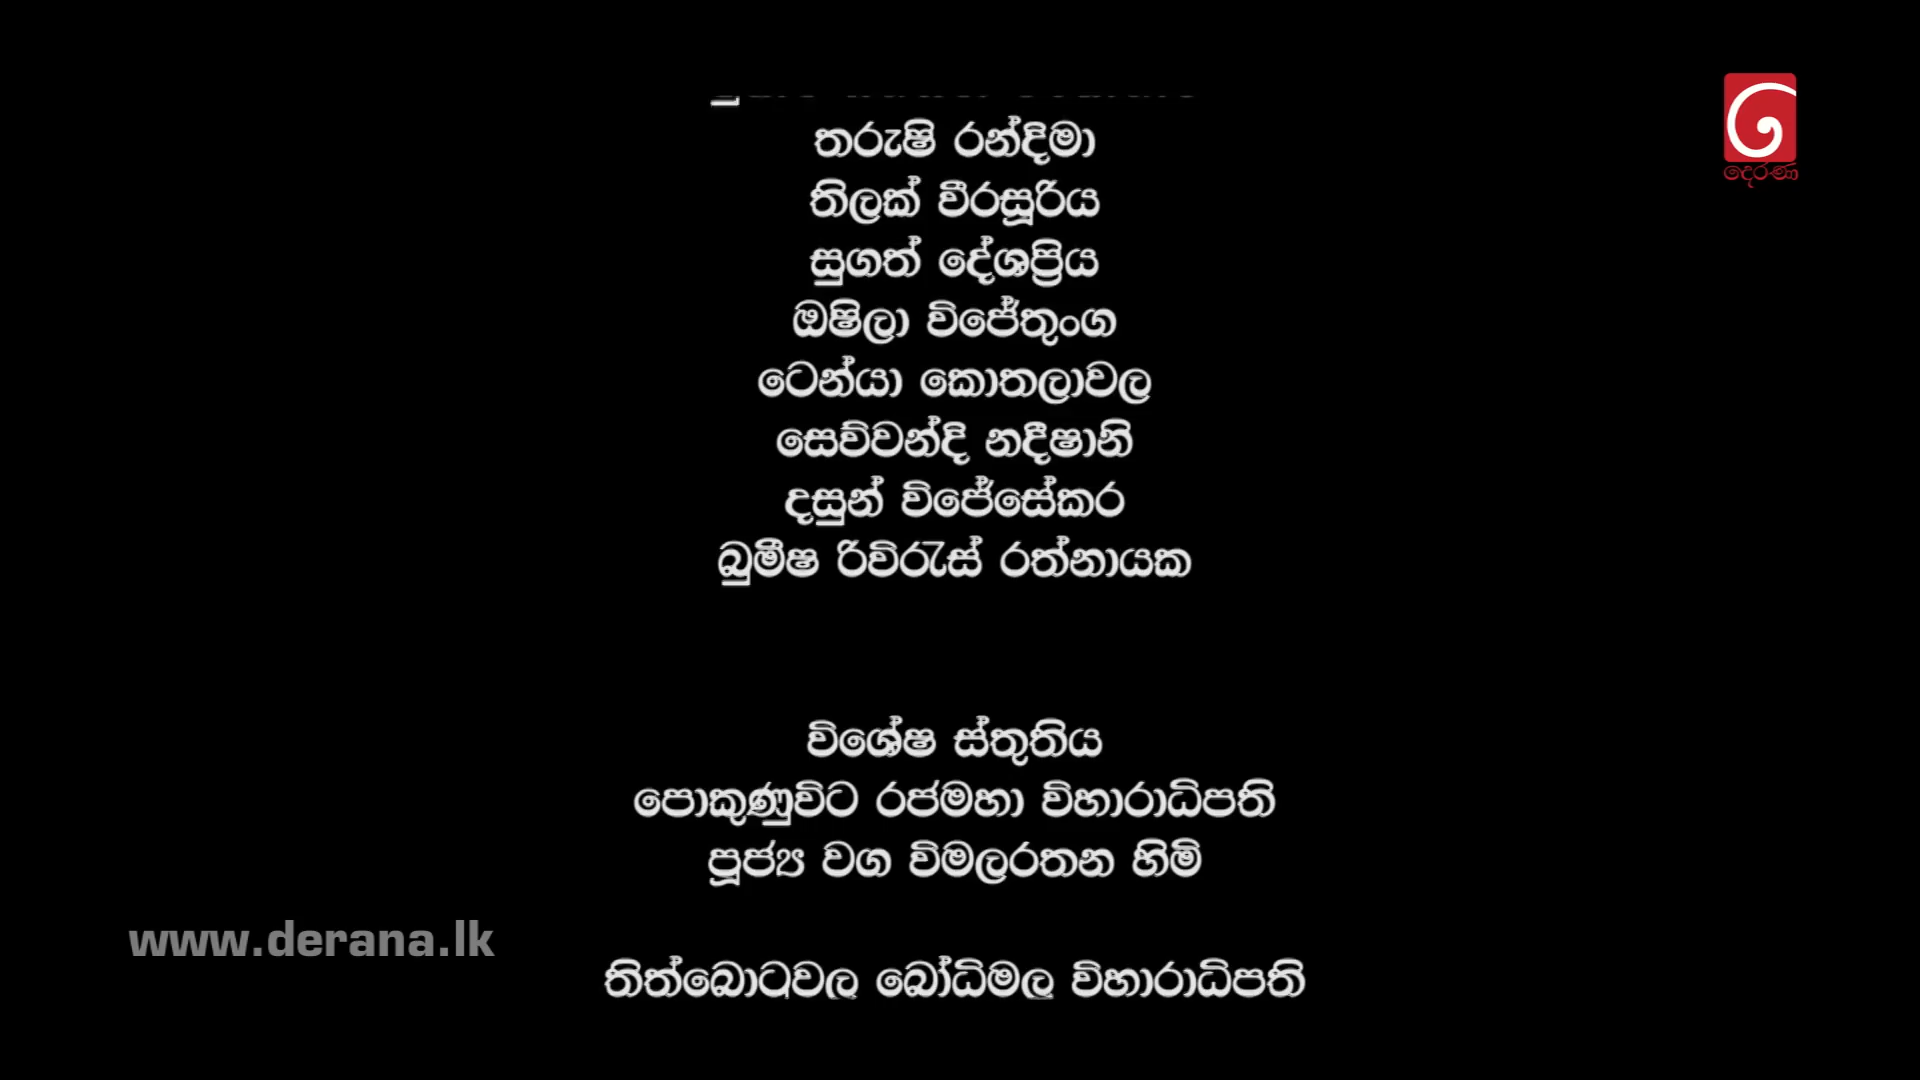 තරුෂි රන්දිමා
තිලක් වීරසූරිය
සුගත් දේශප්‍රිය
ඔෂිලා විජේතුංග
ටෙන්යා කොතලාවල
සෙව්වන්දි නදීෂානි
දසුන් විජේසේකර
බුමීෂ රිවිරැස් රත්නායක
විශේෂ ස්තුතිය
පොකුණුවිට රජමහා විහාරාධිපති
පූජ්‍ය වග විමලරතන හිමි
තිත්බොටුවල බෝධිමලු විහාරාධිපති
දෙරණ
www.derana.lk